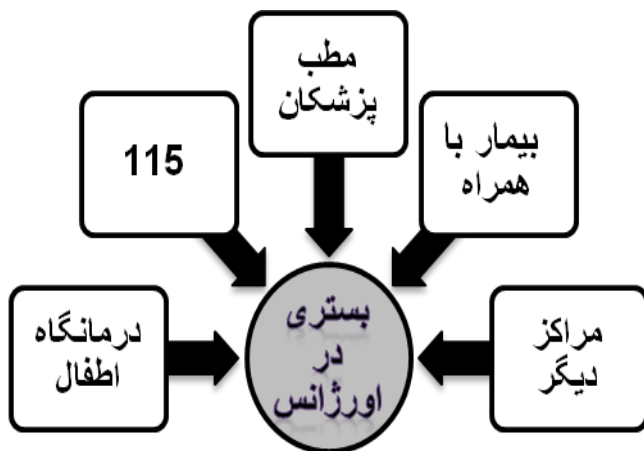 مطب
پزشکان
115
بیمار با
همراه
درمانگاه
اطفال
بستری
در
اورژانس
مراکز
دیگر